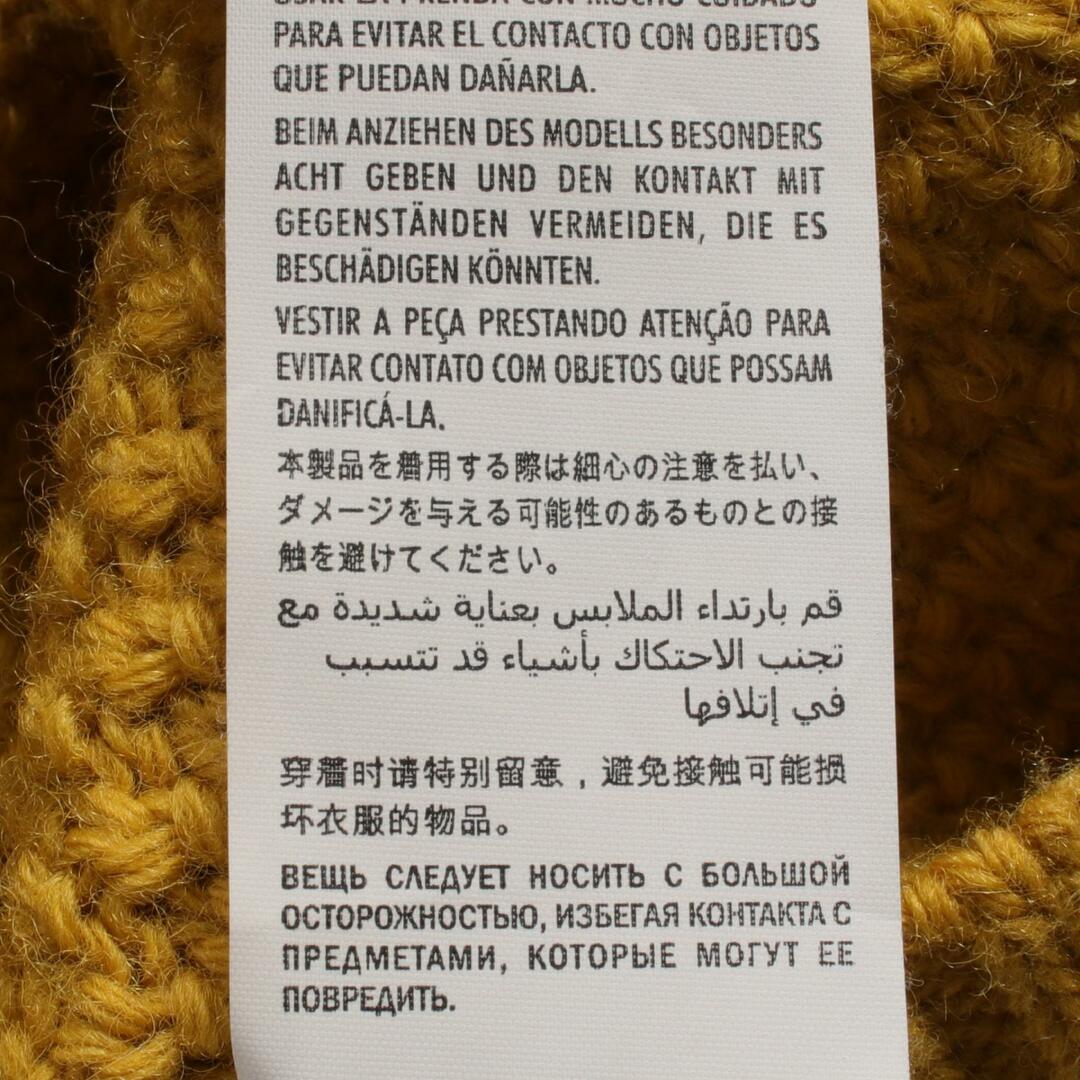 USAR LA PRENDA CON MUCHO CUIDADO
PARA EVITAR EL CONTACTO CON OBJETOS
QUE PUEDAN DAÑARLA.
BEIM ANZIEHEN DES MODELLS BESONDERS
ACHT GEBEN UND DEN KONTAKT MIT
GEGENSTÄNDEN VERMEIDEN, DIE ES
BESCHÄDIGEN KÖNNTEN.
VESTIR A PEÇA PRESTANDO ATENÇÃO PARA
EVITAR CONTATO COM OBJETOS QUE POSSAM
DANIFICÁ-LA.
本製品を着用する際は細心の注意を払い、
ダメージを与える可能性のあるものとの接
触を避けてください。
قم بارتداء الملابس بعناية شديدة مع
تجنب الاحتكاك بأشياء قد تتسبب
في إتلافها
穿着时请特别留意，避免接触可能损
坏衣服的物品。
ВЕЩЬ СЛЕДУЕТ НОСИТЬ С БОЛЬШОЙ
ОСТОРОЖНОСТЬЮ, ИЗБЕГАЯ КОНТАКТА С
ПРЕДМЕТАМИ, КОТОРЫЕ МОГУТ ЕЕ
ПОВРЕДИТЬ.